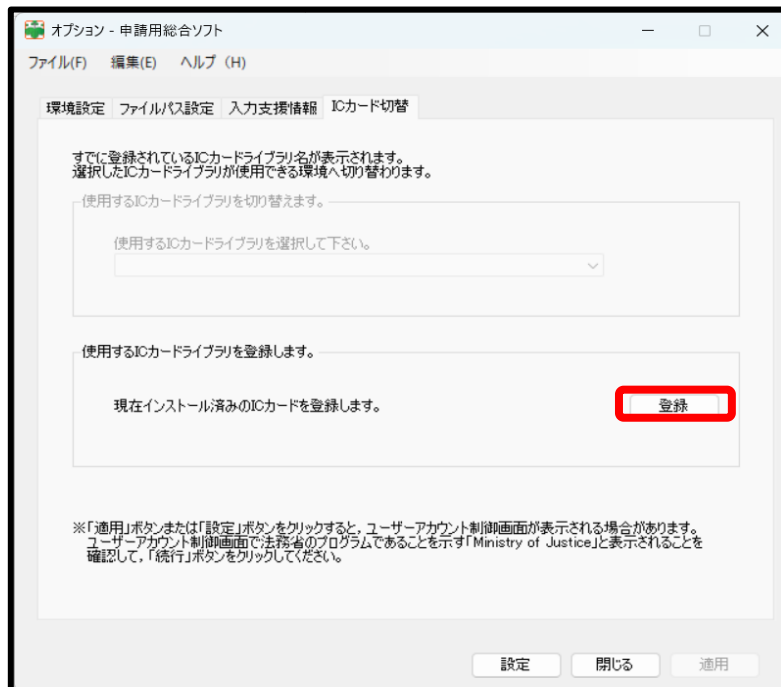 オプション - 申請用総合ソフト
ファイル(F) 編集(E) ヘルプ (H)
環境設定 ファイルパス設定 入力支援情報 ICカード切替
すでに登録されているICカードライブラリ名が表示されます。
選択したICカードライブラリが使用できる環境へ切り替わります。
使用するICカードライブラリを切り替えます。
使用するICカードライブラリを選択して下さい。
使用するICカードライブラリを登録します。
現在インストール済みのICカードを登録します。 登録
※「適用」ボタンまたは「設定」ボタンをクリックすると, ユーザーアカウント制御画面が表示される場合があります。
ユーザーアカウント制御画面で法務省のプログラムであることを示す「Ministry of Justice」と表示されることを
確認して, 「続行」ボタンをクリックしてください。
設定 閉じる 適用